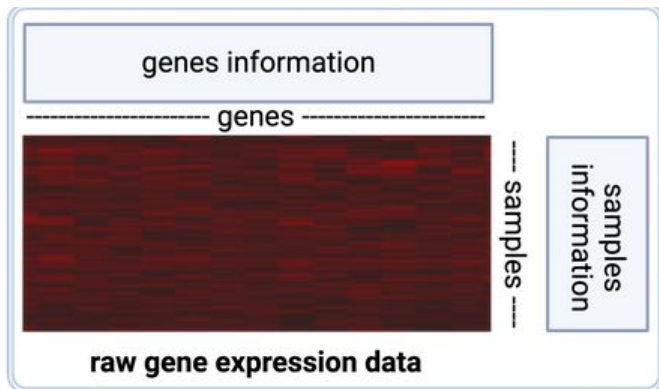 genes information
---------------------- genes ----------------------
----- samples -----
samples
information
raw gene expression data